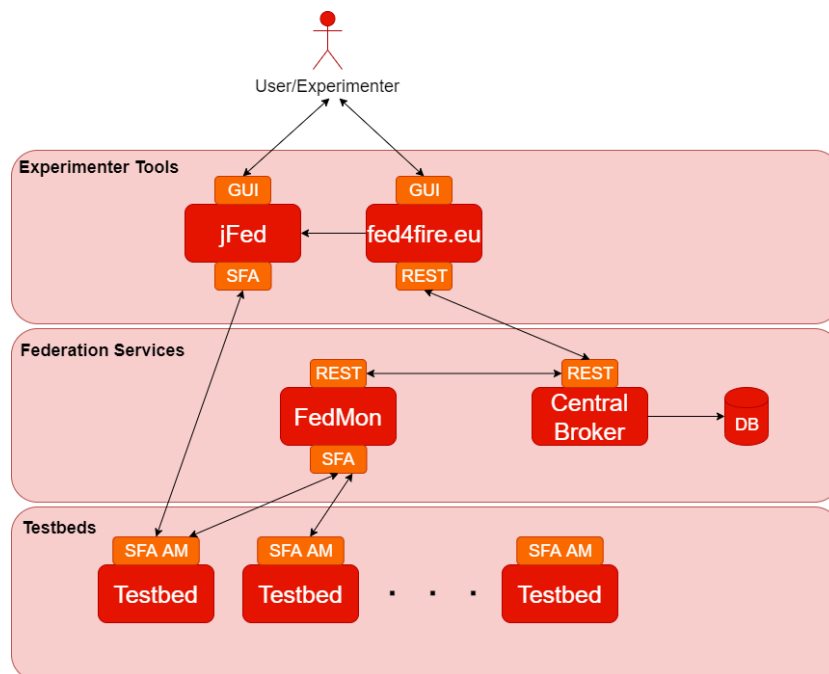 User/Experimenter
Experimenter Tools
GUI
GUI
jFed
fed4fire.eu
SFA
REST
Federation Services
REST
REST
FedMon
Central
Broker
DB
SFA
Testbeds
SFA AM
SFA AM
SFA AM
Testbed
Testbed
. . .
Testbed